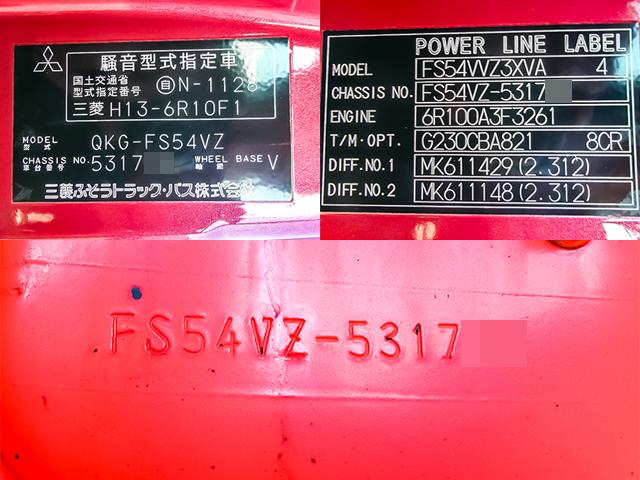 騒音型式指定車
国土交通省
型式指定番号
自N-1128
三菱 H13-6R10F1
MODEL
型式
QKG-FS54VZ
CHASSIS NO.
車台番号
5317
WHEEL BASE
軸距
V
三菱ふそうトラック・バス株式会社
POWER LINE LABEL
MODEL FS54VVZ3XVA 4
CHASSIS NO. FS54VZ-5317
ENGINE 6R100A3F3261
T/M・OPT. G230CBA821 8CR
DIFF.NO.1 MK611429(2.312)
DIFF.NO.2 MK611148(2.312)
FS54VZ-5317